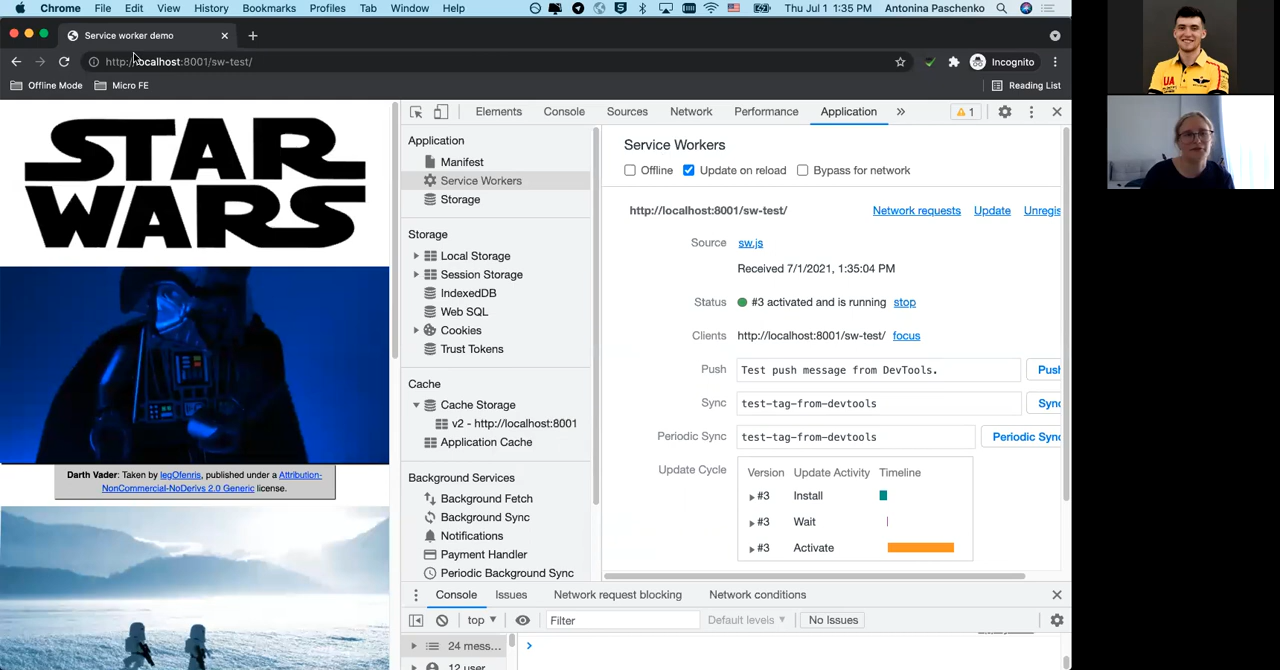 Chrome File Edit View History Bookmarks Profiles Tab Window Help Thu Jul 1 1:35 PM Antonina Paschenko
Service worker demo
http://localhost:8001/sw-test/ Incognito
Offline Mode Micro FE Reading List
STAR
WARS
Darth Vader: Taken by legOfenris, published under a Attribution-
NonCommercial-NoDerivs 2.0 Generic license.
Elements Console Sources Network Performance Application » 1
Application
Manifest
Service Workers
Storage
Storage
Local Storage
Session Storage
IndexedDB
Web SQL
Cookies
Trust Tokens
Cache
Cache Storage
v2 - http://localhost:8001
Application Cache
Background Services
Background Fetch
Background Sync
Notifications
Payment Handler
Periodic Background Sync
Service Workers
Offline Update on reload Bypass for network
http://localhost:8001/sw-test/ Network requests Update Unregis
Source sw.js
Received 7/1/2021, 1:35:04 PM
Status #3 activated and is running stop
Clients http://localhost:8001/sw-test/ focus
Push Test push message from DevTools. Push
Sync test-tag-from-devtools Sync
Periodic Sync test-tag-from-devtools Periodic Sync
Update Cycle Version Update Activity Timeline
#3 Install
#3 Wait
#3 Activate
Console Issues Network request blocking Network conditions
top Filter Default levels No Issues
24 mess...
12 user
UA